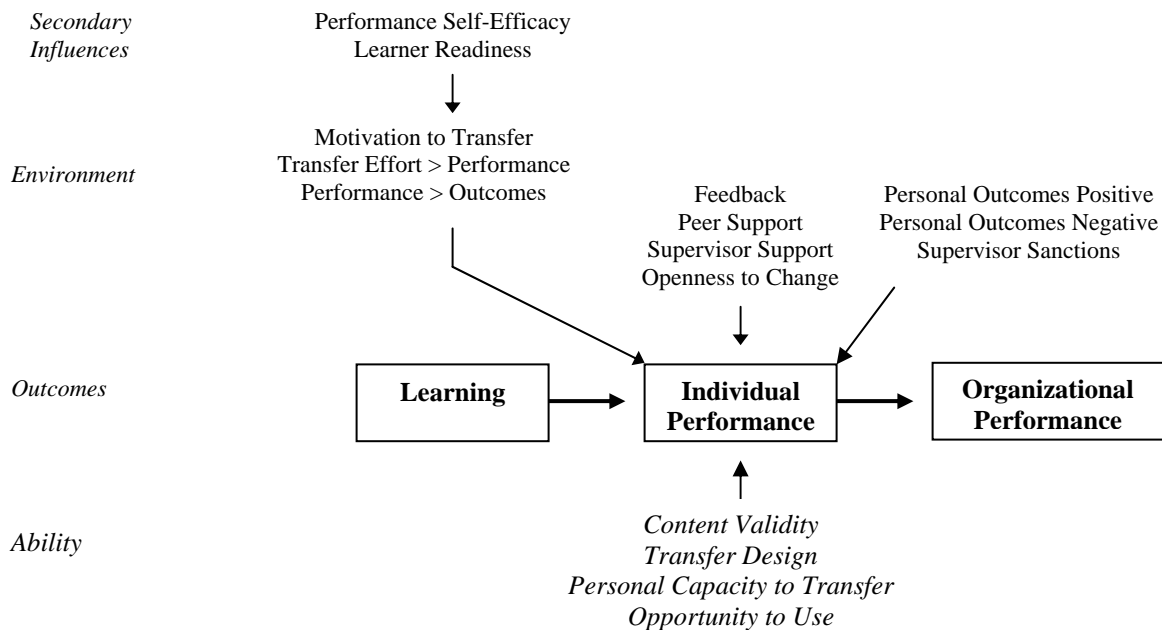 Secondary
Influences
Performance Self-Efficacy
Learner Readiness
Environment
Motivation to Transfer
Transfer Effort > Performance
Performance > Outcomes
Feedback
Peer Support
Supervisor Support
Openness to Change
Personal Outcomes Positive
Personal Outcomes Negative
Supervisor Sanctions
Outcomes
Learning
Individual
Performance
Organizational
Performance
Ability
Content Validity
Transfer Design
Personal Capacity to Transfer
Opportunity to Use